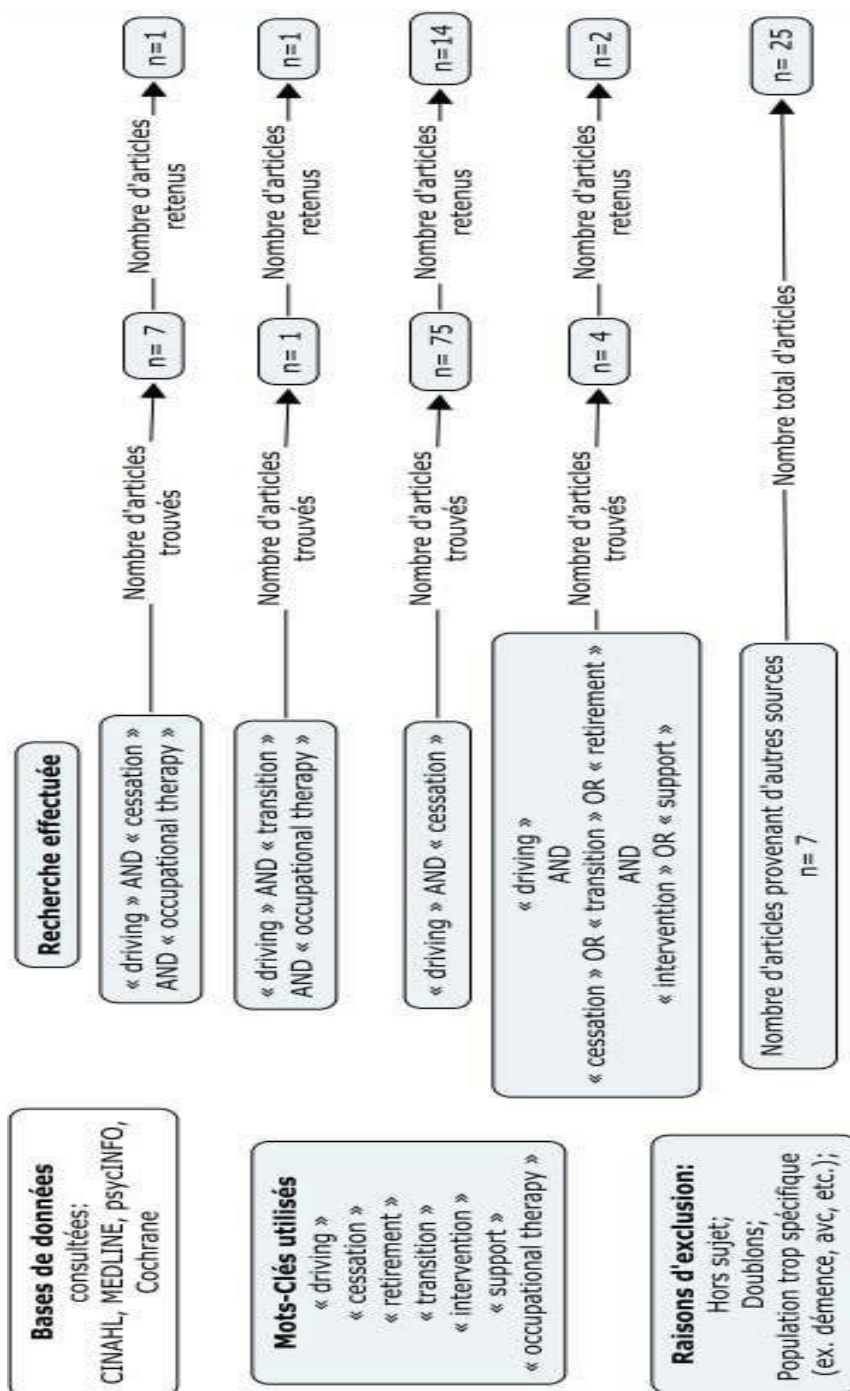 Bases de données
consultées:
CINAHL, MEDLINE, psycINFO,
Cochrane
Mots-Clés utilisés
« driving »
« cessation »
« retirement »
« transition »
« intervention »
« support »
« occupational therapy »
Raisons d'exclusion:
Hors sujet;
Doublons;
Population trop spécifique
(ex. démence, avc, etc.);
Recherche effectuée
« driving » AND « cessation »
AND « occupational therapy »
Nombre d'articles
trouvés
n= 7
Nombre d'articles
retenus
n=1
« driving » AND « transition »
AND « occupational therapy »
Nombre d'articles
trouvés
n= 1
Nombre d'articles
retenus
n=1
« driving » AND « cessation »
Nombre d'articles
trouvés
n= 75
Nombre d'articles
retenus
n=14
« driving »
AND
« cessation » OR « transition » OR « retirement »
AND
« intervention » OR « support »
Nombre d'articles
trouvés
n= 4
Nombre d'articles
retenus
n=2
Nombre d'articles provenant d'autres sources
n= 7
Nombre total d'articles
n= 25